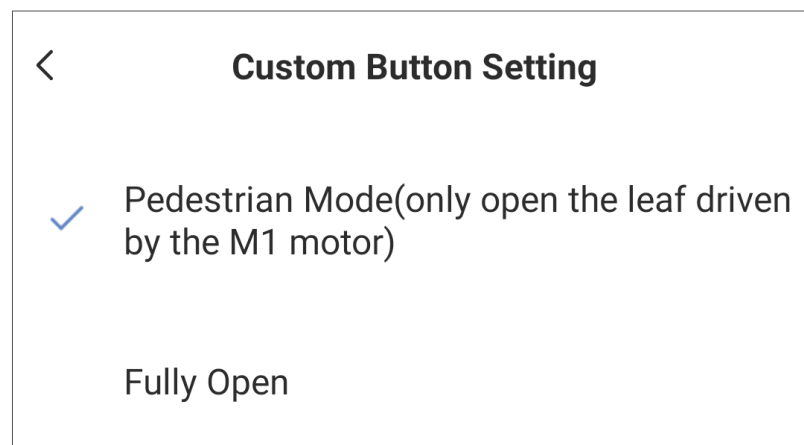 Custom Button Setting
Pedestrian Mode(only open the leaf driven
by the M1 motor)
Fully Open